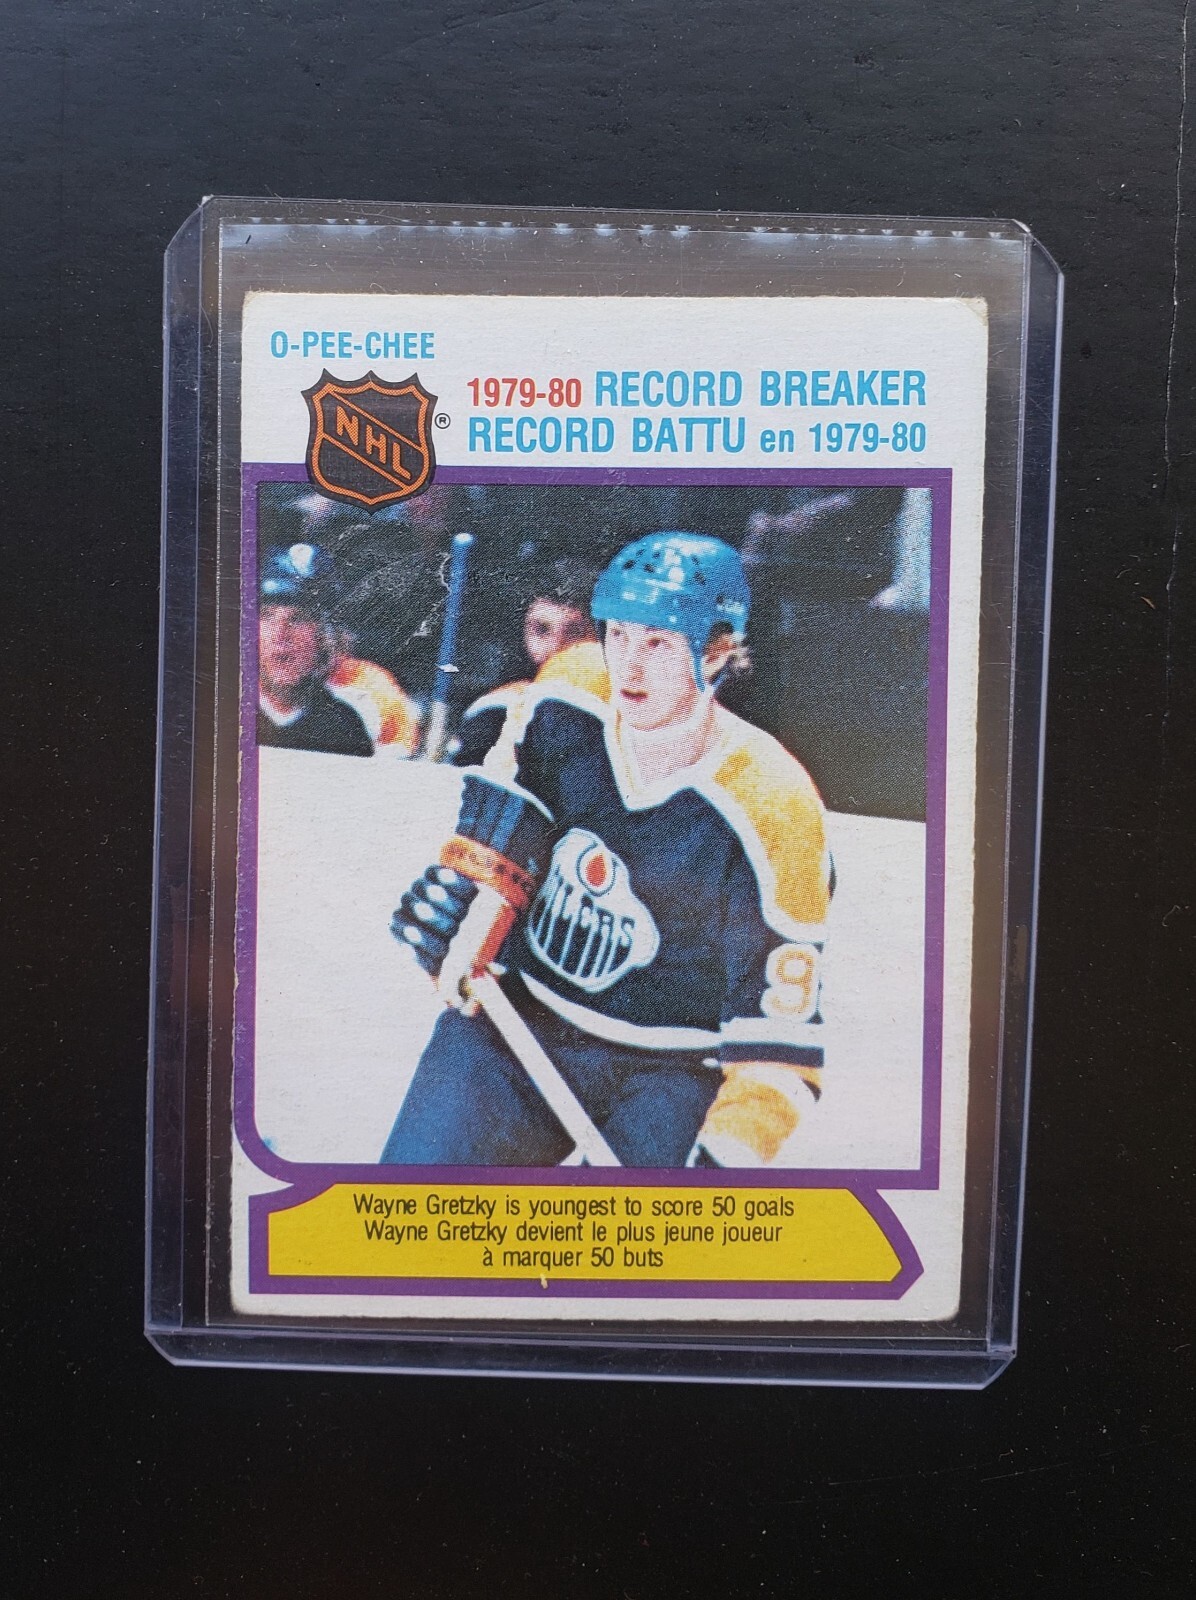 O-PEE-CHEE
NHL
®
1979-80 RECORD BREAKER
RECORD BATTU en 1979-80
OILERS
9
Wayne Gretzky is youngest to score 50 goals
Wayne Gretzky devient le plus jeune joueur
à marquer 50 buts